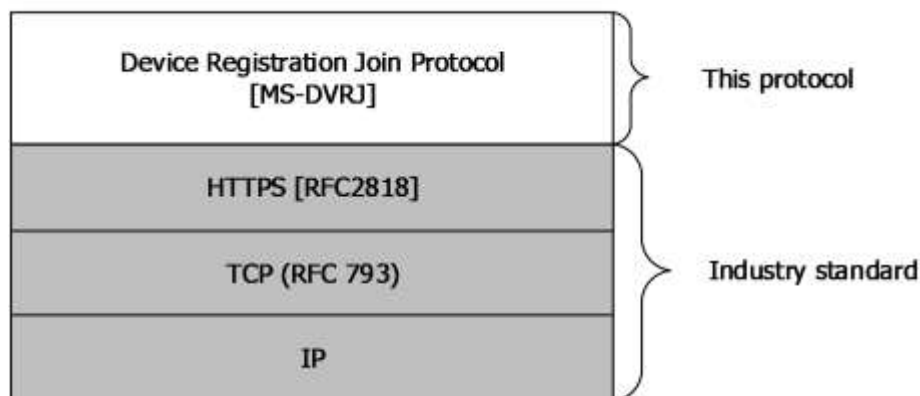 Device Registration Join Protocol
[MS-DVRJ]
This protocol
HTTPS [RFC2818]
TCP (RFC 793)
Industry standard
IP